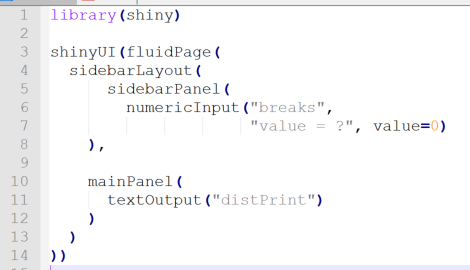 1 library(shiny)
2
3 shinyUI(fluidPage(
4   sidebarLayout(
5       sidebarPanel(
6         numericInput("breaks",
7                      "value = ?", value=0)
8     ),
9
10     mainPanel(
11       textOutput("distPrint")
12     )
13   )
14 ))